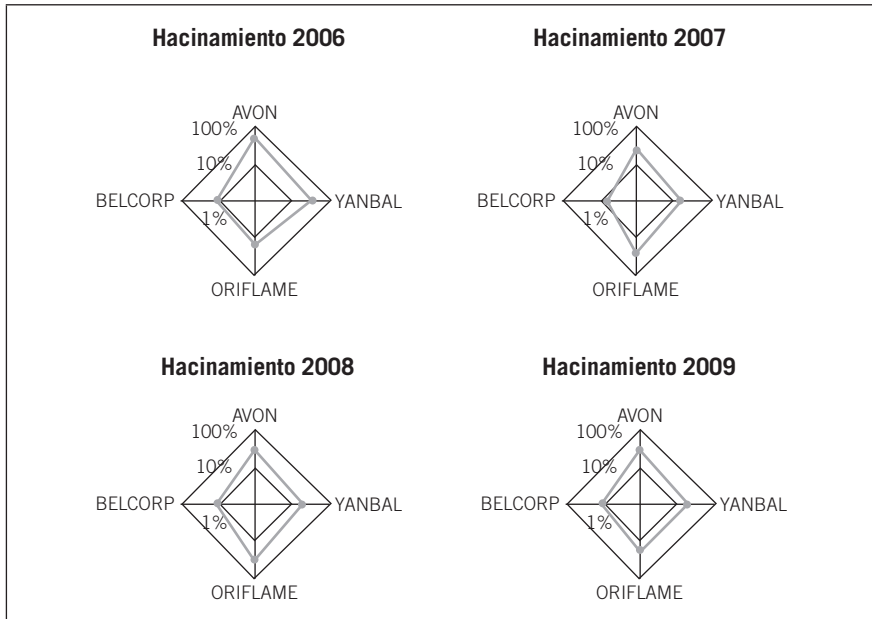 Hacinamiento 2006
AVON
100%
10%
BELCORP
YANBAL
1%
ORIFLAME
Hacinamiento 2007
AVON
100%
10%
BELCORP
YANBAL
1%
ORIFLAME
Hacinamiento 2008
AVON
100%
10%
BELCORP
YANBAL
1%
ORIFLAME
Hacinamiento 2009
AVON
100%
10%
BELCORP
YANBAL
1%
ORIFLAME